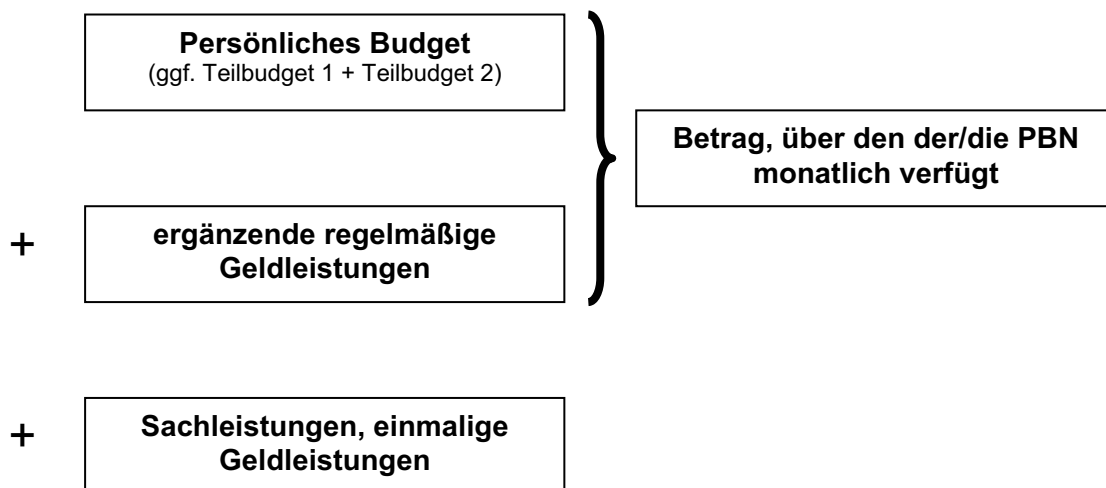 Persönliches Budget
(ggf. Teilbudget 1 + Teilbudget 2)
Betrag, über den der/die PBN
monatlich verfügt
+
ergänzende regelmäßige
Geldleistungen
+
Sachleistungen, einmalige
Geldleistungen